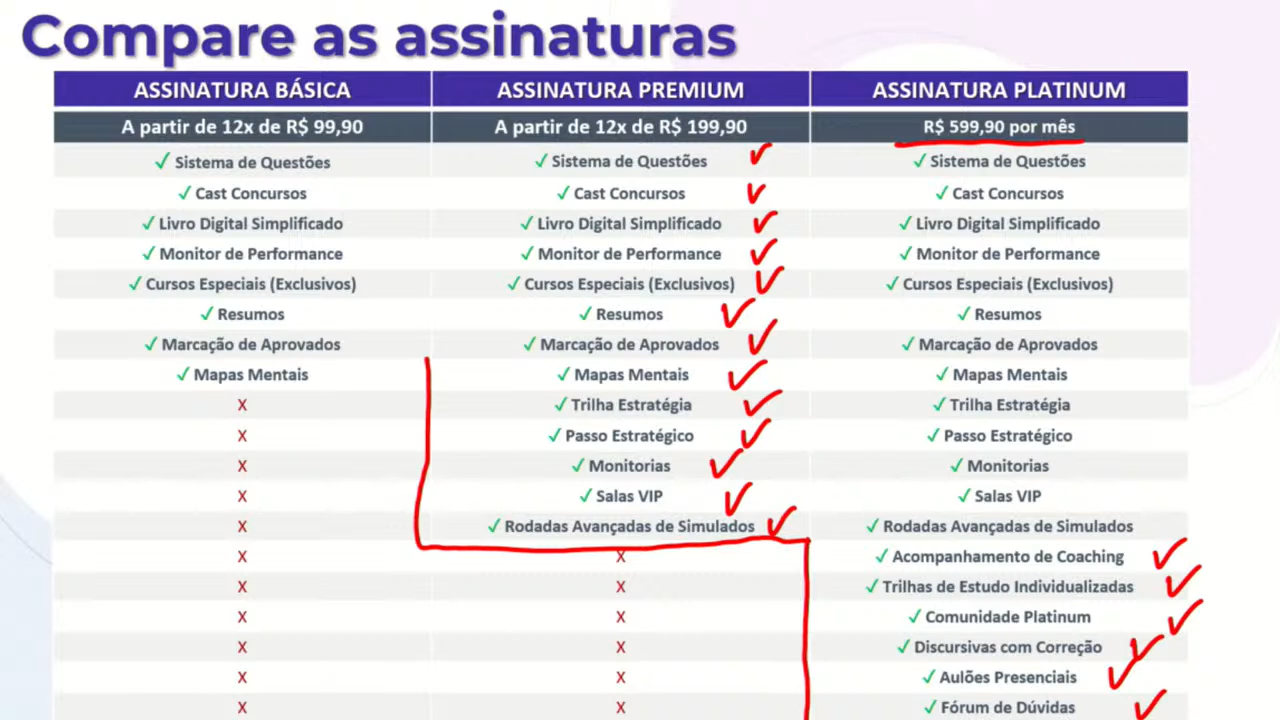 Compare as assinaturas
ASSINATURA BÁSICA ASSINATURA PREMIUM ASSINATURA PLATINUM
A partir de 12x de R$ 99,90 A partir de 12x de R$ 199,90 R$ 599,90 por mês
✓ Sistema de Questões ✓ Sistema de Questões ✓ Sistema de Questões
✓ Cast Concursos ✓ Cast Concursos ✓ Cast Concursos
✓ Livro Digital Simplificado ✓ Livro Digital Simplificado ✓ Livro Digital Simplificado
✓ Monitor de Performance ✓ Monitor de Performance ✓ Monitor de Performance
✓ Cursos Especiais (Exclusivos) ✓ Cursos Especiais (Exclusivos) ✓ Cursos Especiais (Exclusivos)
✓ Resumos ✓ Resumos ✓ Resumos
✓ Marcação de Aprovados ✓ Marcação de Aprovados ✓ Marcação de Aprovados
✓ Mapas Mentais ✓ Mapas Mentais ✓ Mapas Mentais
X ✓ Trilha Estratégia ✓ Trilha Estratégia
X ✓ Passo Estratégico ✓ Passo Estratégico
X ✓ Monitorias ✓ Monitorias
X ✓ Salas VIP ✓ Salas VIP
X ✓ Rodadas Avançadas de Simulados ✓ Rodadas Avançadas de Simulados
X X ✓ Acompanhamento de Coaching
X X ✓ Trilhas de Estudo Individualizadas
X X ✓ Comunidade Platinum
X X ✓ Discursivas com Correção
X X ✓ Aulões Presenciais
X X ✓ Fórum de Dúvidas